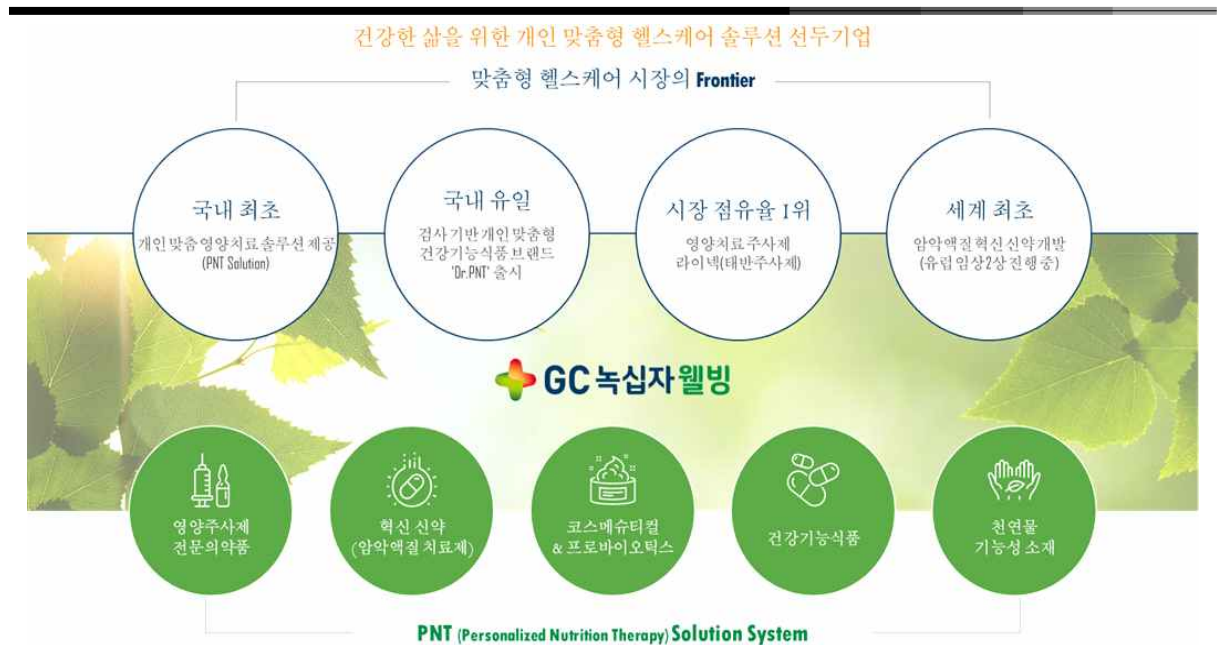 건강한 삶을 위한 개인 맞춤형 헬스케어 솔루션 선두기업
맞춤형 헬스케어 시장의 Frontier
국내 최초
개인 맞춤 영양치료 솔루션 제공
(PNT Solution)
국내 유일
검사 기반 개인 맞춤형
건강기능식품 브랜드
'Dr.PNT' 출시
시장 점유율 1위
영양치료 주사제
라이넥(태반주사제)
세계 최초
암악액질 혁신 신약 개발
(유럽 임상2상 진행 중)
GC 녹십자 웰빙
영양주사제
전문의약품
혁신 신약
(암악액질 치료제)
코스메슈티컬
& 프로바이오틱스
건강기능식품
천연물
기능성 소재
PNT (Personalized Nutrition Therapy) Solution System